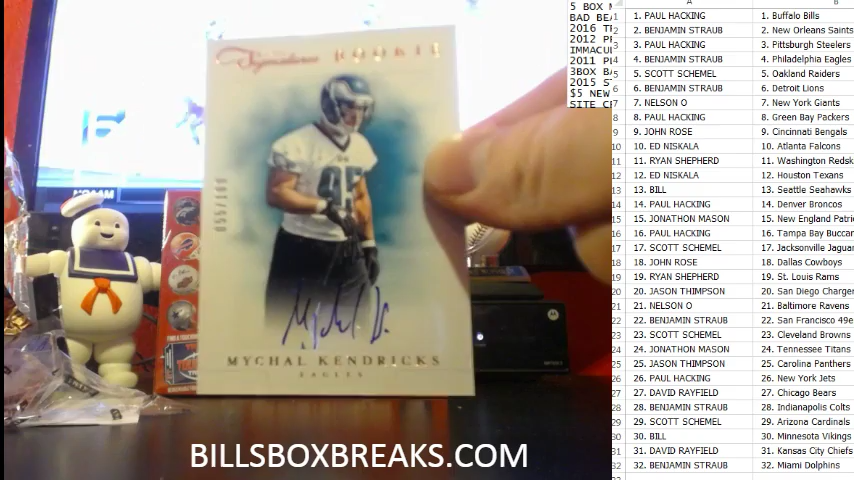 5 BOX
BAD BEA
2016 
2012 
IMMACUL
2011 
3BOX BA
2015 
$5 NEW
SITE
Signatures ROOKIE
055/199
95
MYCHAL KENDRICKS
EAGLES
BILLSBOXBREAKS.COM
A B
1. PAUL HACKING 1. Buffalo Bills
2. BENJAMIN STRAUB 2. New Orleans Saints
3. PAUL HACKING 3. Pittsburgh Steelers
4. BENJAMIN STRAUB 4. Philadelphia Eagles
5. SCOTT SCHEMEL 5. Oakland Raiders
6. BENJAMIN STRAUB 6. Detroit Lions
7. NELSON O 7. New York Giants
8. PAUL HACKING 8. Green Bay Packers
9. JOHN ROSE 9. Cincinnati Bengals
10. ED NISKALA 10. Atlanta Falcons
11. RYAN SHEPHERD 11. Washington Redsk
12. ED NISKALA 12. Houston Texans
13. BILL 13. Seattle Seahawks
14. PAUL HACKING 14. Denver Broncos
15. JONATHON MASON 15. New England Patri
16. PAUL HACKING 16. Tampa Bay Buccan
17. SCOTT SCHEMEL 17. Jacksonville Jaguar
18. JOHN ROSE 18. Dallas Cowboys
19. RYAN SHEPHERD 19. St. Louis Rams
20. JASON THIMPSON 20. San Diego Charger
21. NELSON O 21. Baltimore Ravens
22. BENJAMIN STRAUB 22. San Francisco 49e
23. SCOTT SCHEMEL 23. Cleveland Browns
24. JONATHON MASON 24. Tennessee Titans
25. JASON THIMPSON 25. Carolina Panthers
26. PAUL HACKING 26. New York Jets
27. DAVID RAYFIELD 27. Chicago Bears
28. BENJAMIN STRAUB 28. Indianapolis Colts
29. SCOTT SCHEMEL 29. Arizona Cardinals
30. BILL 30. Minnesota Vikings
31. DAVID RAYFIELD 31. Kansas City Chiefs
32. BENJAMIN STRAUB 32. Miami Dolphins